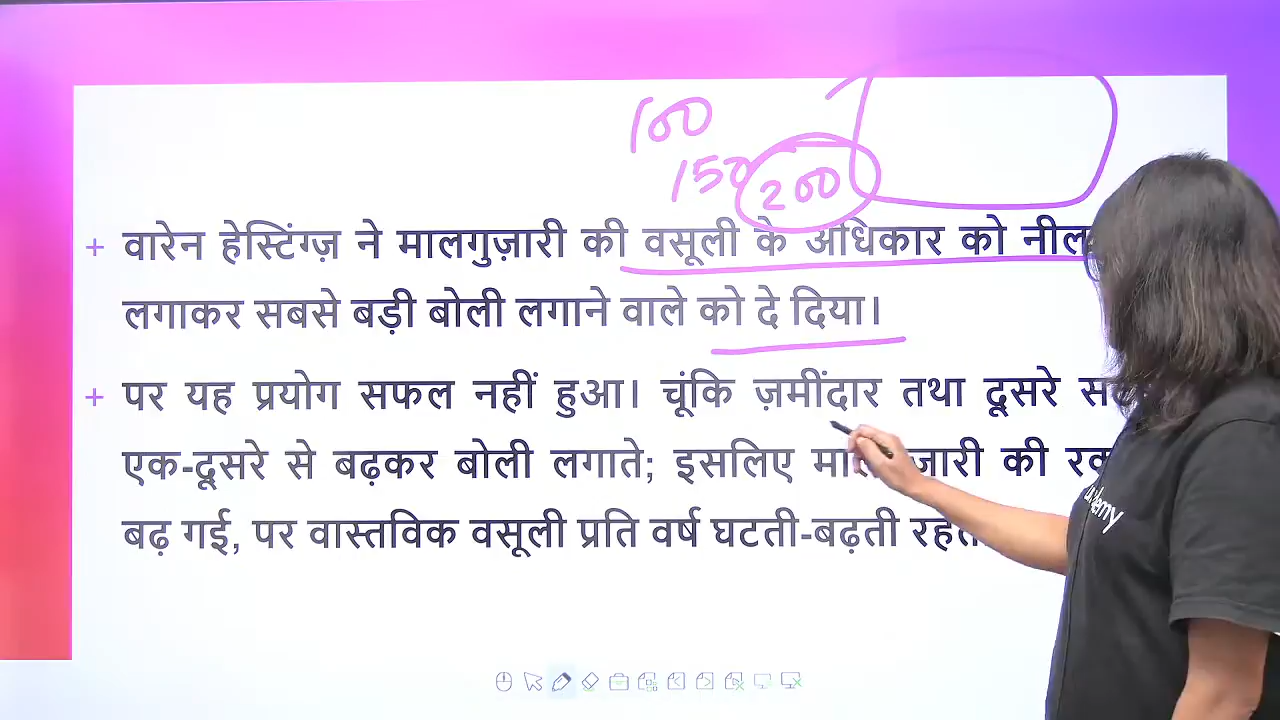 100
150 200
+ वारेन हेस्टिंग्ज़ ने मालगुज़ारी की वसूली के अधिकार को
लगाकर सबसे बड़ी बोली लगाने वाले को दे दिया।
+ पर यह प्रयोग सफल नहीं हुआ। चूंकि ज़मींदार तथा दूसरे
एक-दूसरे से बढ़कर बोली लगाते; इसलिए की
बढ़ गई, पर वास्तविक वसूली प्रति वर्ष घटती-बढ़ती